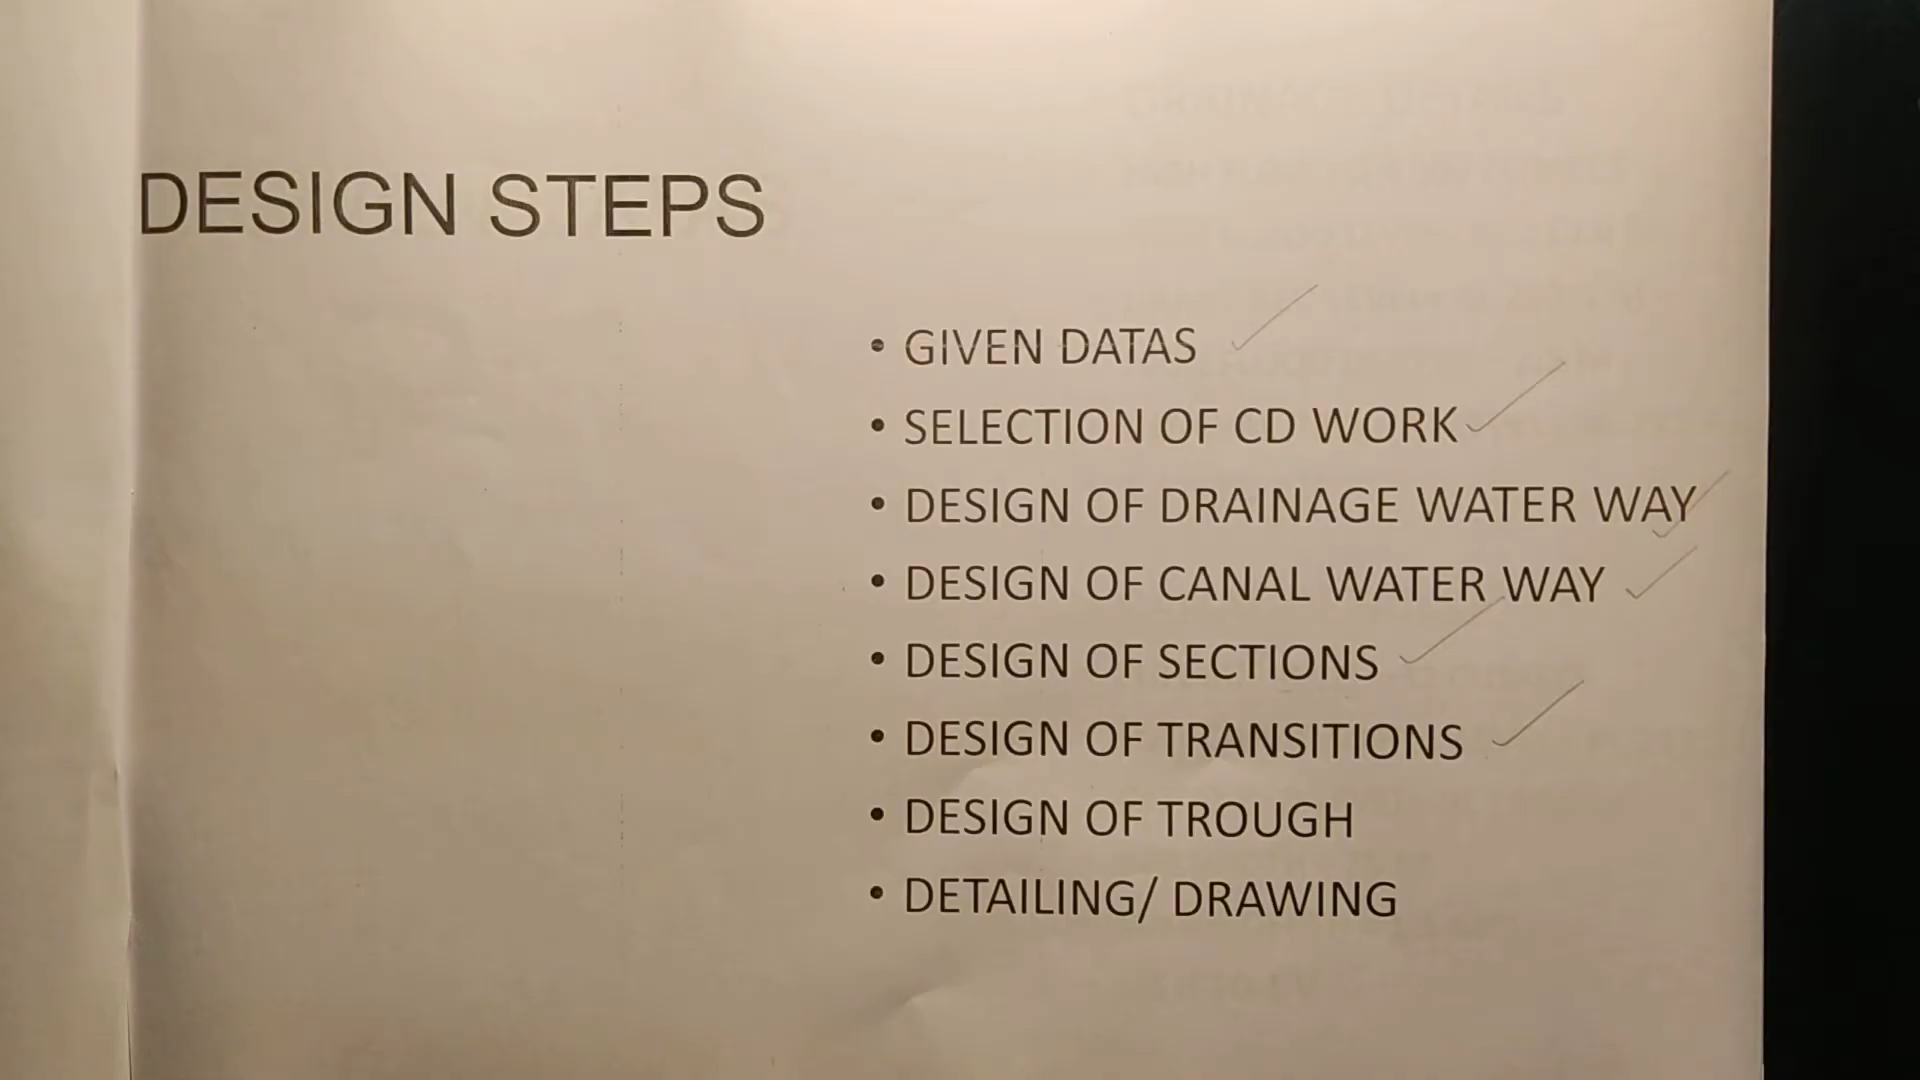 DESIGN STEPS
• GIVEN DATAS
• SELECTION OF CD WORK
• DESIGN OF DRAINAGE WATER WAY
• DESIGN OF CANAL WATER WAY
• DESIGN OF SECTIONS
• DESIGN OF TRANSITIONS
• DESIGN OF TROUGH
• DETAILING/ DRAWING